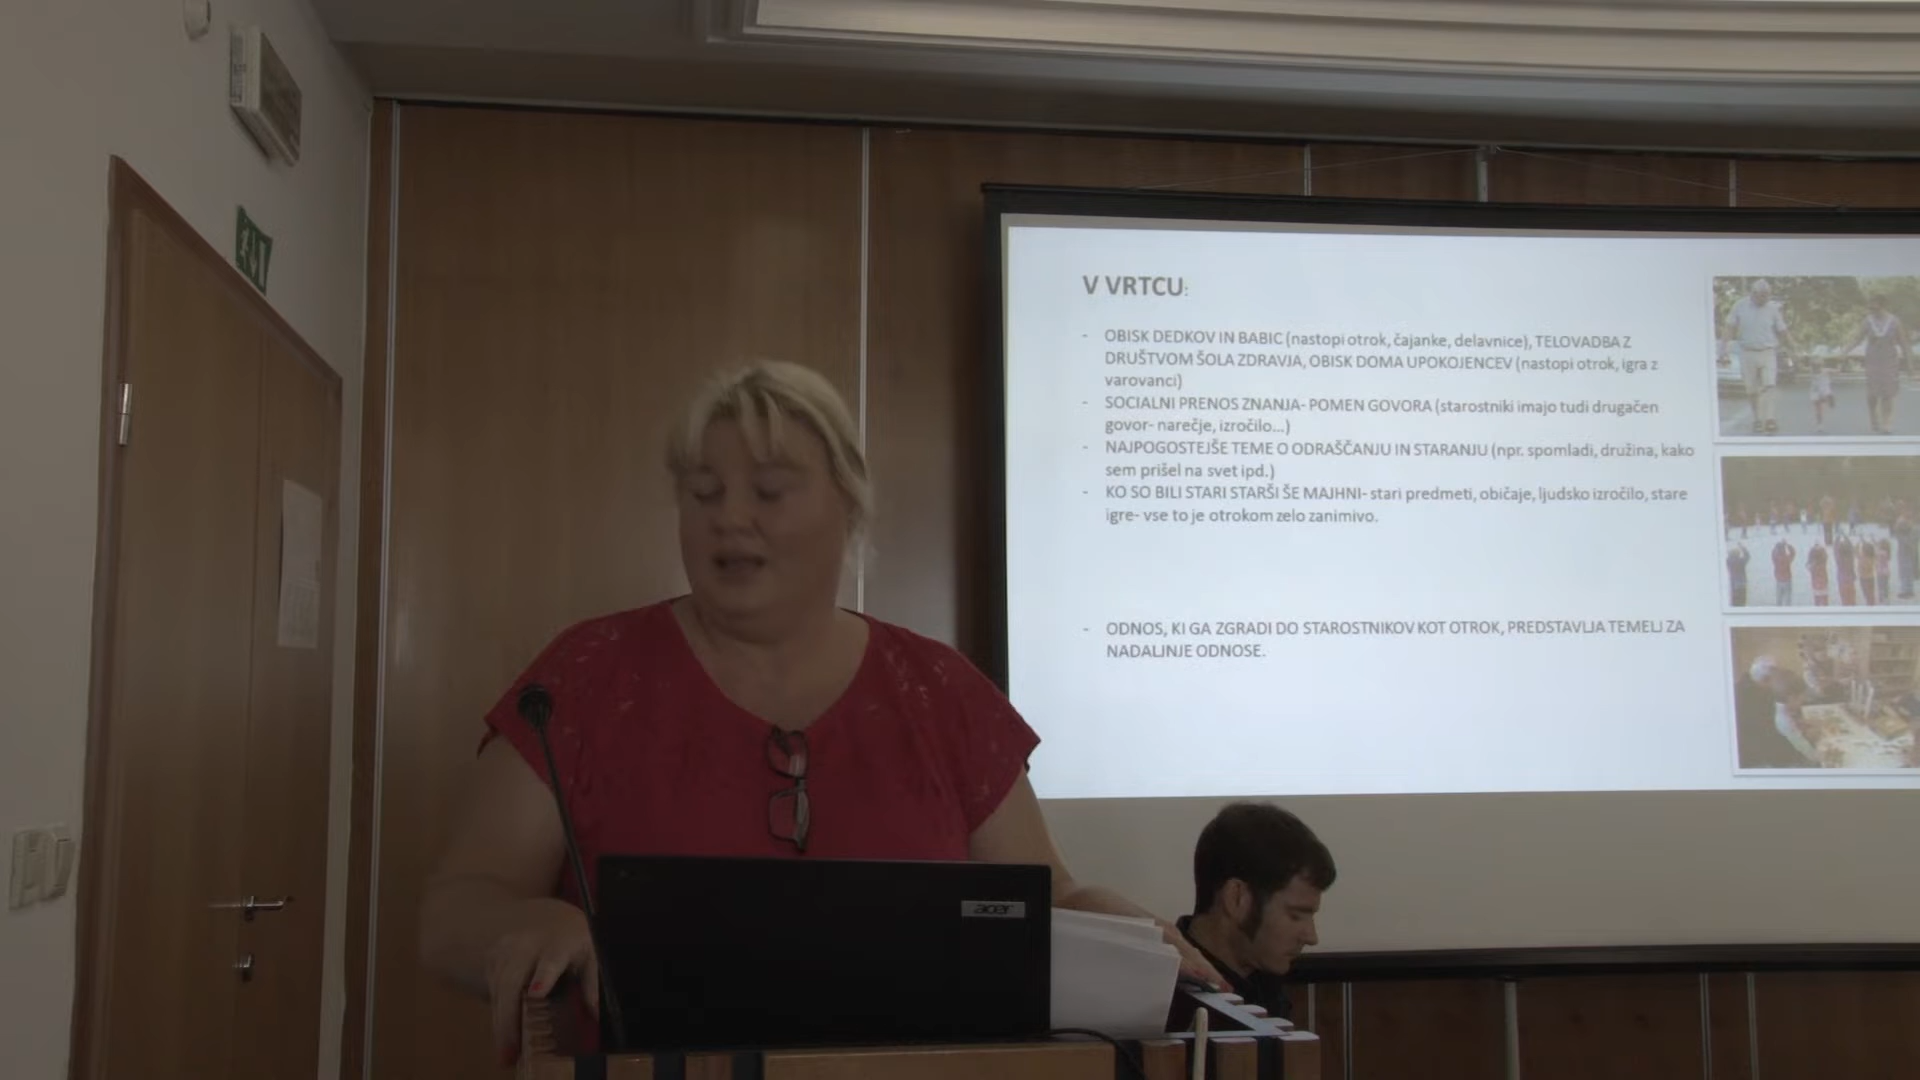 V VRTCU:
- OBISK DEDKOV IN BABIC (nastopi otrok, čajanke, delavnice), TELOVADBA Z
DRUŠTVOM ŠOLA ZDRAVJA, OBISK DOMA UPOKOJENCEV (nastopi otrok, igra z
varovanci)
- SOCIALNI PRENOS ZNANJA- POMEN GOVORA (starostniki imajo tudi drugačen
govor- narečje, izročilo...)
- NAJPOGOSTEJŠE TEME O ODRAŠČANJU IN STARANJU (npr. spomladi, družina, kako
sem prišel na svet ipd.)
- KO SO BILI STARI STARŠI ŠE MAJHNI- stari predmeti, običaje, ljudsko izročilo, stare
igre- vse to je otrokom zelo zanimivo.
- ODNOS, KI GA ZGRADI DO STAROSTNIKOV KOT OTROK, PREDSTAVLJA TEMELJ ZA
NADALJNJE ODNOSE.
acer